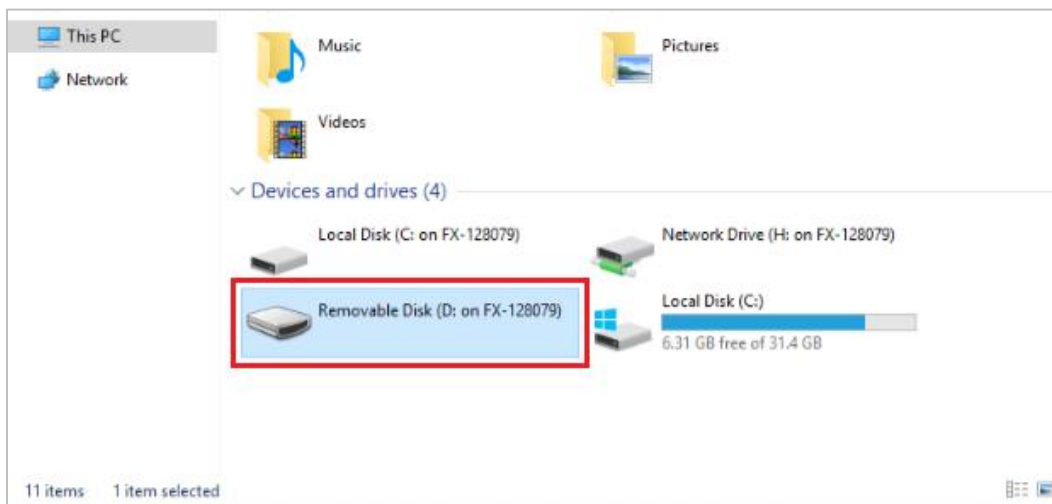 This PC
Network
Music
Pictures
Videos
Devices and drives (4)
Local Disk (C: on FX-128079)
Network Drive (H: on FX-128079)
Removable Disk (D: on FX-128079)
Local Disk (C:)
6.31 GB free of 31.4 GB
11 items 1 item selected